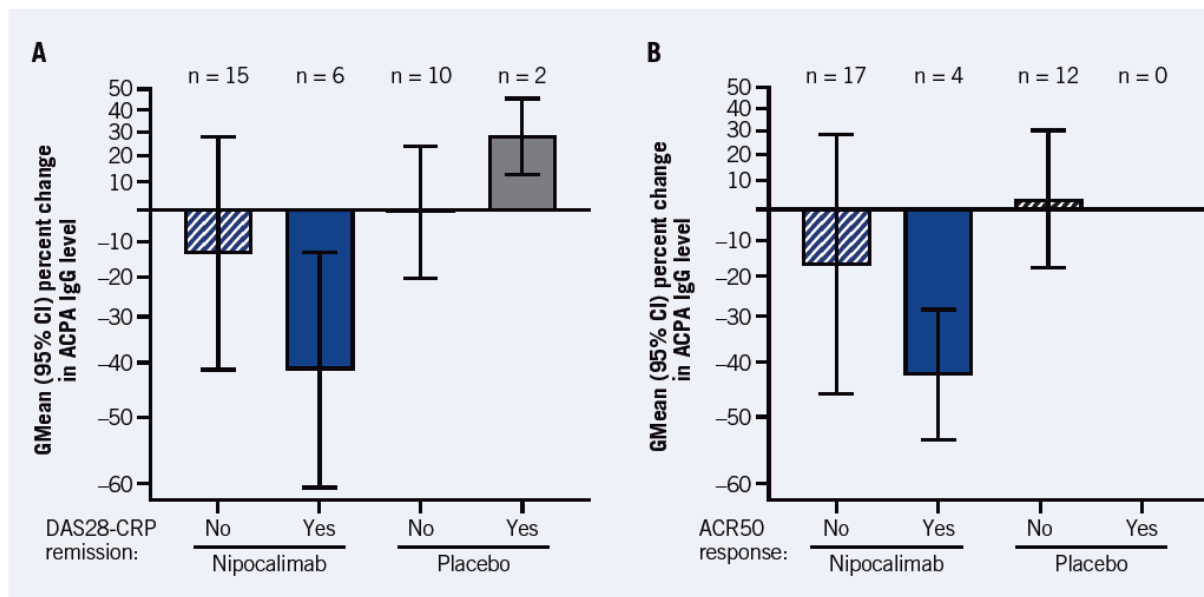 A
n = 15 n = 6 n = 10 n = 2
GMean (95% CI) percent change
in ACPA IgG level
50
40
30
20
10
–10
–20
–30
–40
–50
–60
DAS28-CRP
remission:
No Yes No Yes
Nipocalimab Placebo
B
n = 17 n = 4 n = 12 n = 0
GMean (95% CI) percent change
in ACPA IgG level
50
40
30
20
10
–10
–20
–30
–40
–50
–60
ACR50
response:
No Yes No Yes
Nipocalimab Placebo